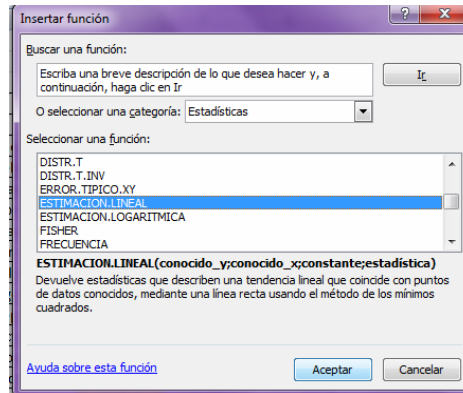 Insertar función
Buscar una función:
Escriba una breve descripción de lo que desea hacer y, a
continuación, haga clic en Ir
Ir
O seleccionar una categoría: Estadísticas
Seleccionar una función:
DISTR.T
DISTR.T.INV
ERROR.TIPICO.XY
ESTIMACION.LINEAL
ESTIMACION.LOGARITMICA
FISHER
FRECUENCIA
ESTIMACION.LINEAL(conocido_y;conocido_x;constante;estadística)
Devuelve estadísticas que describen una tendencia lineal que coincide con puntos
de datos conocidos, mediante una línea recta usando el método de los mínimos
cuadrados.
Ayuda sobre esta función
Aceptar
Cancelar